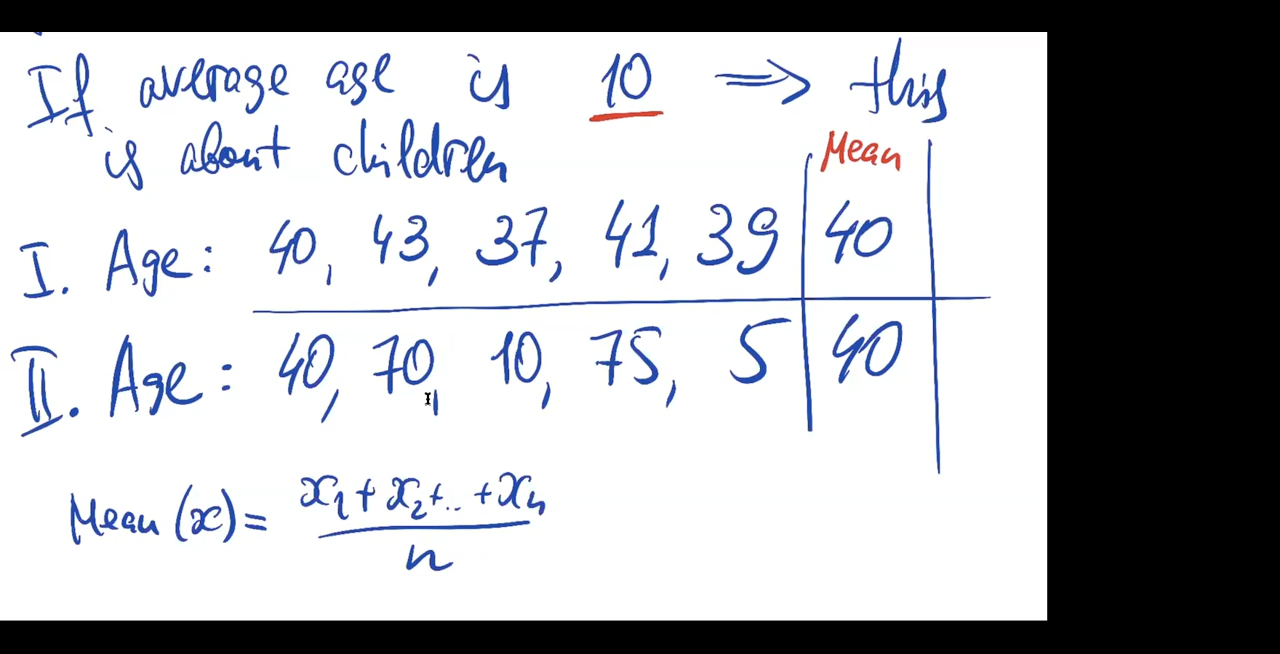 If average age is 10 => this
is about children
Mean
I. Age: 40, 43, 37, 41, 39 40
II. Age: 40, 70, 10, 75, 5 40
Mean (x) = x₁ + x₂ + .. + xₙ / n